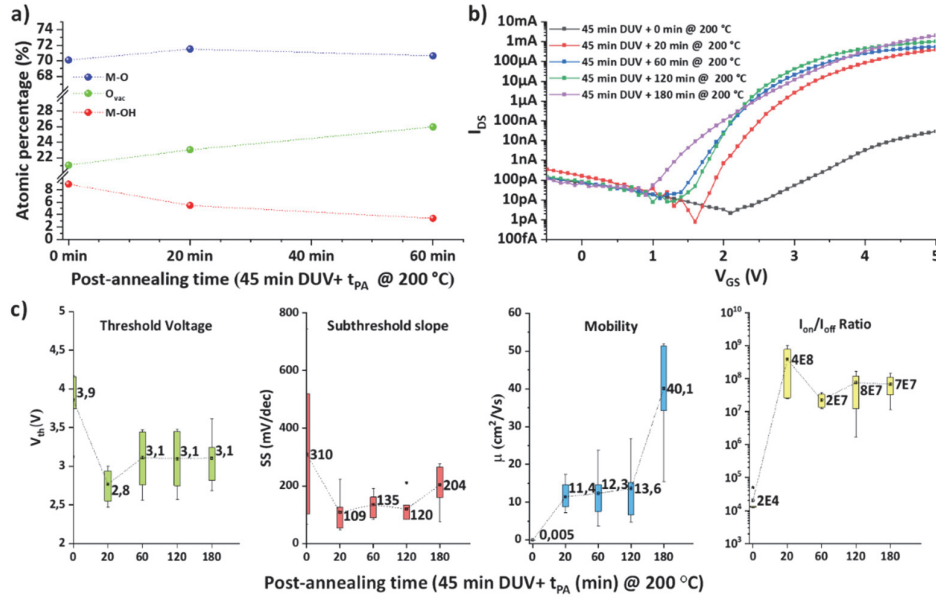 a)
Atomic percentage (%)
72
70
68
26
24
22
8
6
4
2
0
M-O
Ovac
M-OH
0 min
20 min
40 min
60 min
Post-annealing time (45 min DUV+ tPA @ 200 °C)
b)
IDS
10mA
1mA
100µA
10µA
1µA
100nA
10nA
1nA
100pA
10pA
1pA
100fA
45 min DUV + 0 min @ 200 °C
45 min DUV + 20 min @ 200 °C
45 min DUV + 60 min @ 200 °C
45 min DUV + 120 min @ 200 °C
45 min DUV + 180 min @ 200 °C
0 1 2 3 4 5
VGS (V)
c)
Threshold Voltage
Vth(V)
5
4,5
4
3,5
3
2,5
2
3,9
2,8
3,1
3,1
3,1
0 20 60 120 180
Subthreshold slope
SS (mV/dec)
800
600
400
200
0
310
109
135
120
204
0 20 60 120 180
Mobility
µ (cm²/Vs)
60
50
40
30
20
10
0
0,005
11,4
12,3
13,6
40,1
0 20 60 120 180
Ion/Ioff Ratio
10⁹
10⁸
10⁷
10⁶
10⁵
10⁴
10³
2E4
4E8
2E7
8E7
7E7
0 20 60 120 180
Post-annealing time (45 min DUV+ tPA (min) @ 200 °C)